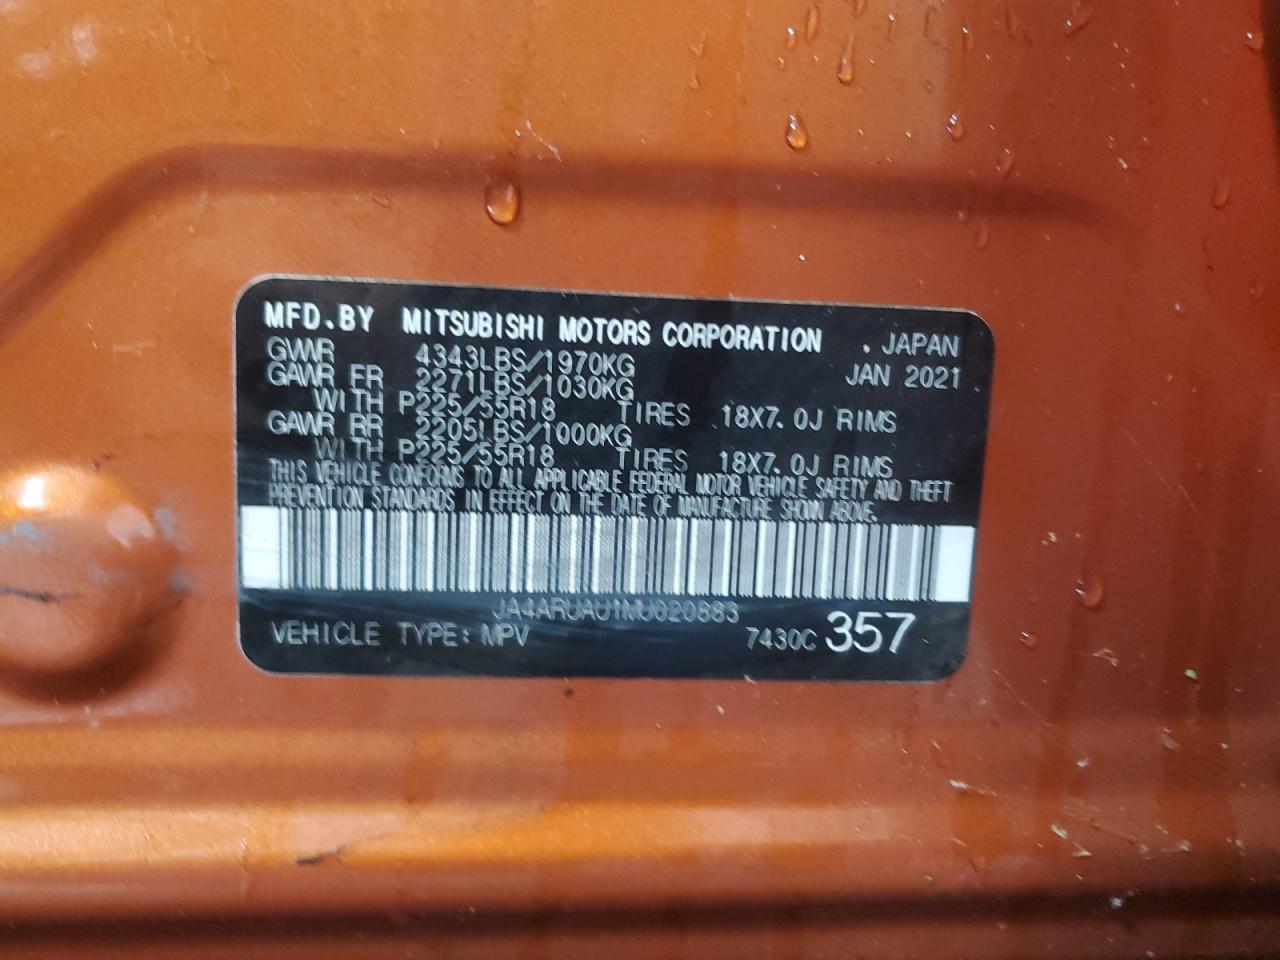 MFD.BY MITSUBISHI MOTORS CORPORATION . JAPAN
GVWR 4343LBS/1970KG JAN 2021
GAWR FR 2271LBS/1030KG
WITH P225/55R18 TIRES 18X7.0J RIMS
GAWR RR 2205LBS/1000KG
WITH P225/55R18 TIRES 18X7.0J RIMS
THIS VEHICLE CONFORMS TO ALL APPLICABLE FEDERAL MOTOR VEHICLE SAFETY AND THEFT
PREVENTION STANDARDS IN EFFECT ON THE DATE OF MANUFACTURE SHOWN ABOVE.
JA4ARUAU1MU020883
VEHICLE TYPE: MPV 7430C 357